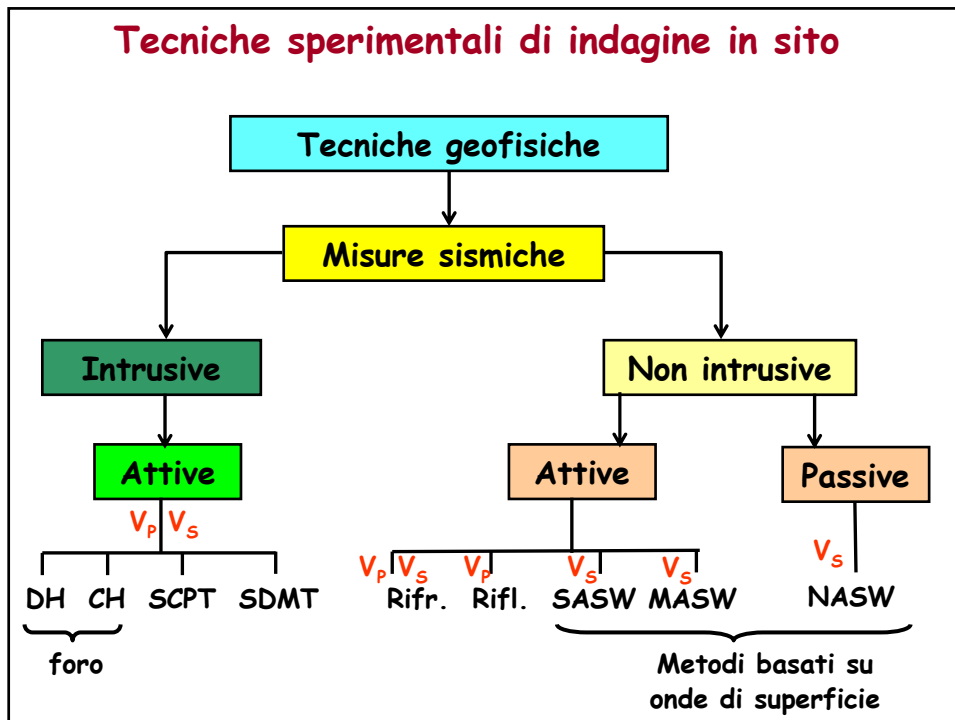 Tecniche sperimentali di indagine in sito
Tecniche geofisiche
Misure sismiche
Intrusive
Non intrusive
Attive
Attive
Passive
VP VS
VP VS
VP
VS
VS
VS
DH CH SCPT SDMT
Rifr. Rifl. SASW MASW
NASW
foro
Metodi basati su
onde di superficie